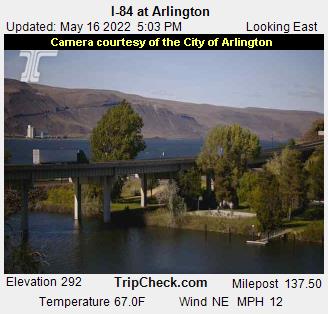 I-84 at Arlington
Updated: May 16 2022 5:03 PM Looking East
Camera courtesy of the City of Arlington
Elevation 292 TripCheck.com Milepost 137.50
Temperature 67.0F Wind NE MPH 12